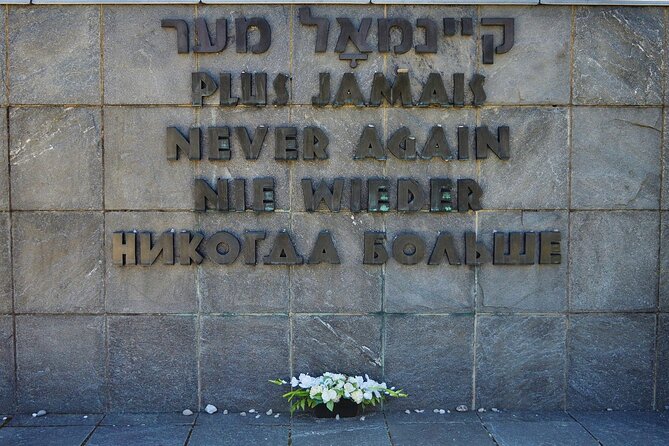 קיינמאָל מער
PLUS JAMAIS
NEVER AGAIN
NIE WIEDER
НИКОГДА БОЛЬШЕ